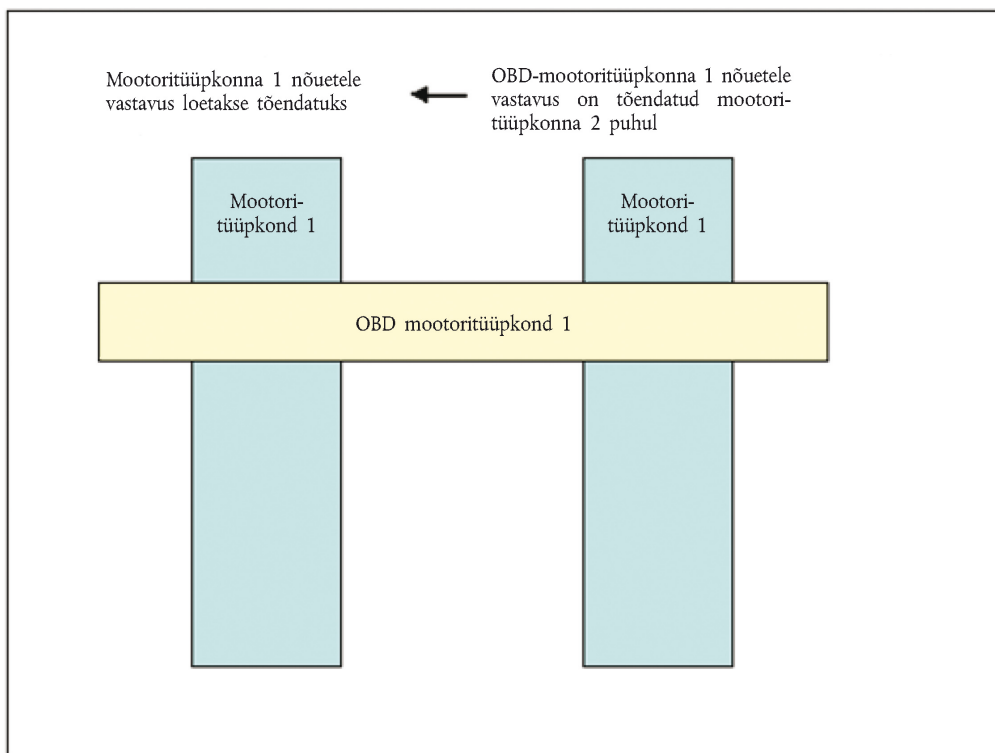 Mootoritüüpkonna 1 nõuetele
vastavus loetakse tõendatuks
OBD-mootoritüüpkonna 1 nõuetele
vastavus on tõendatud mootori-
tüüpkonna 2 puhul
Mootori-
tüüpkond 1
Mootori-
tüüpkond 1
OBD mootoritüüpkond 1